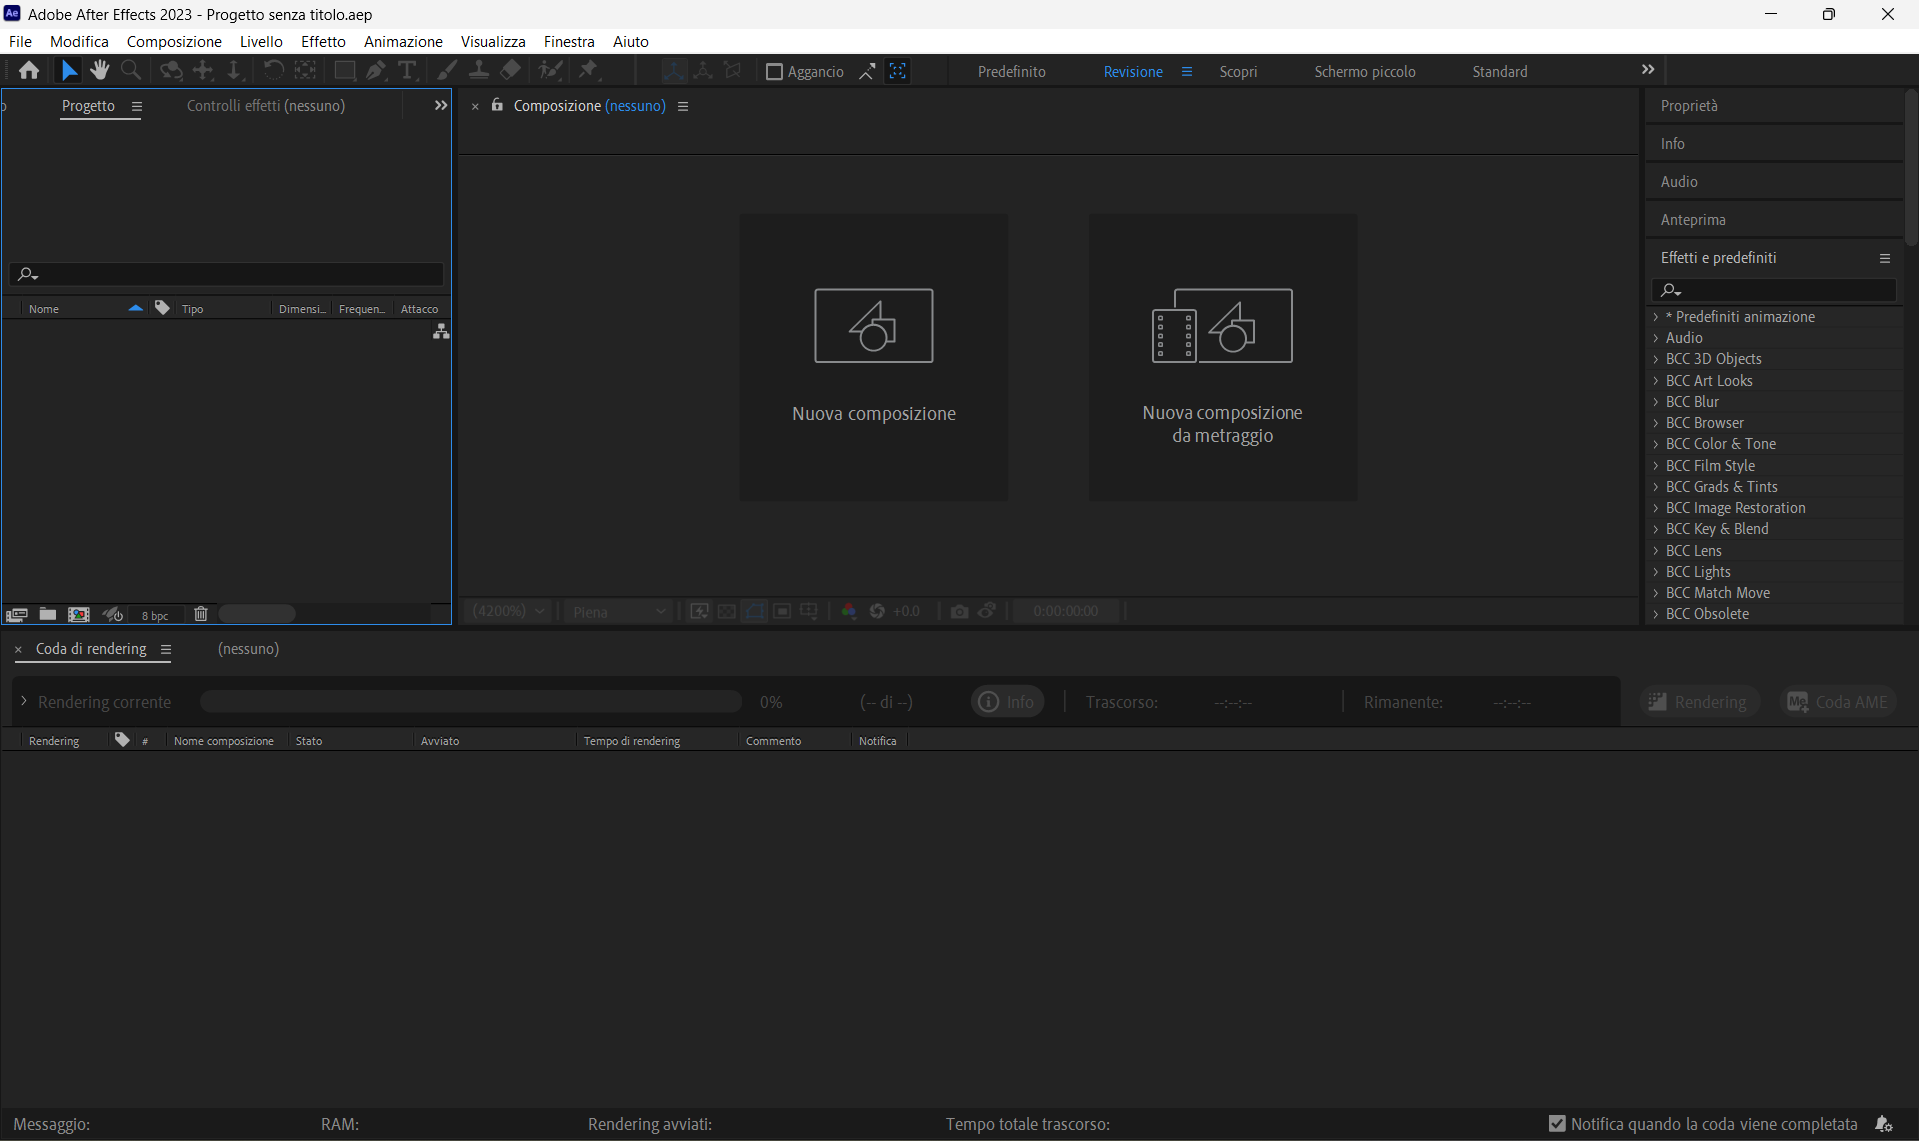 Adobe After Effects 2023 - Progetto senza titolo.aep
File Modifica Composizione Livello Effetto Animazione Visualizza Finestra Aiuto
Aggancio Predefinito Revisione Scopri Schermo piccolo Standard
Progetto Controlli effetti (nessuno)
Composizione (nessuno)
Nome Tipo Dimensi... Frequen... Attacco
8 bpc
Nuova composizione
Nuova composizione
da metraggio
(4200%) Piena +0.0 0:00:00:00
Proprietà
Info
Audio
Anteprima
Effetti e predefiniti
* Predefiniti animazione
Audio
BCC 3D Objects
BCC Art Looks
BCC Blur
BCC Browser
BCC Color & Tone
BCC Film Style
BCC Grads & Tints
BCC Image Restoration
BCC Key & Blend
BCC Lens
BCC Lights
BCC Match Move
BCC Obsolete
Coda di rendering (nessuno)
Rendering corrente 0% (-- di --) Info Trascorso: --:--:-- Rimanente: --:--:-- Rendering Coda AME
Rendering # Nome composizione Stato Avviato Tempo di rendering Commento Notifica
Messaggio: RAM: Rendering avviati: Tempo totale trascorso: Notifica quando la coda viene completata